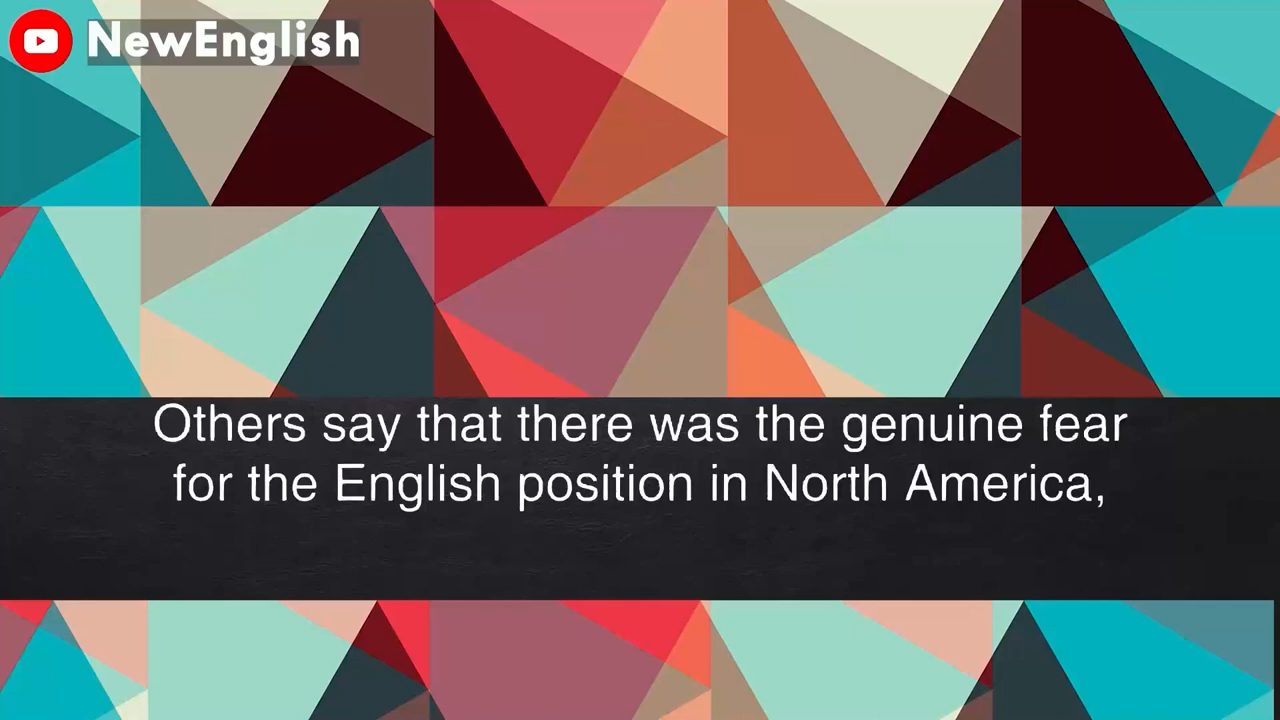 NewEnglish
Others say that there was the genuine fear
for the English position in North America,